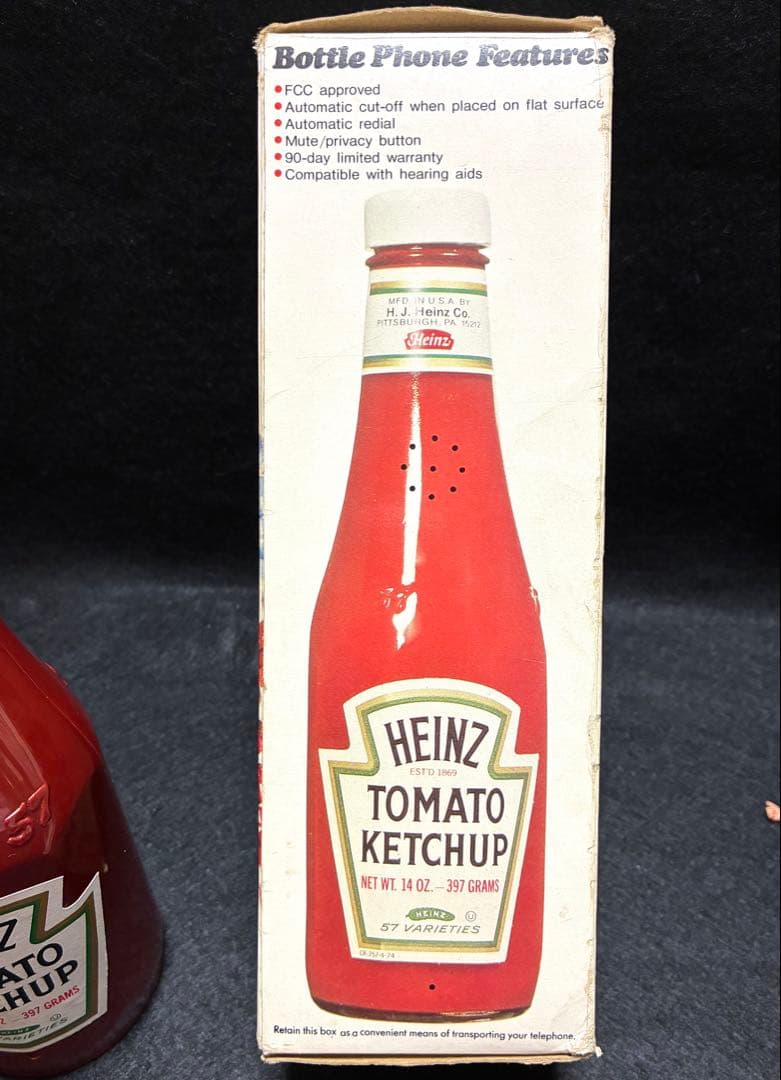 Bottle Phone Features
• FCC approved
• Automatic cut-off when placed on flat surface
• Automatic redial
• Mute/privacy button
• 90-day limited warranty
• Compatible with hearing aids
MFD. IN U.S.A. BY
H. J. Heinz Co.
PITTSBURGH, PA. 15212
Heinz
57
HEINZ
EST'D 1869
TOMATO
KETCHUP
NET WT. 14 OZ. – 397 GRAMS
HEINZ U
57 VARIETIES
Retain this box as a convenient means of transporting your telephone.
57
Z
ATO
HUP
Z – 397 GRAMS
VARIETIES